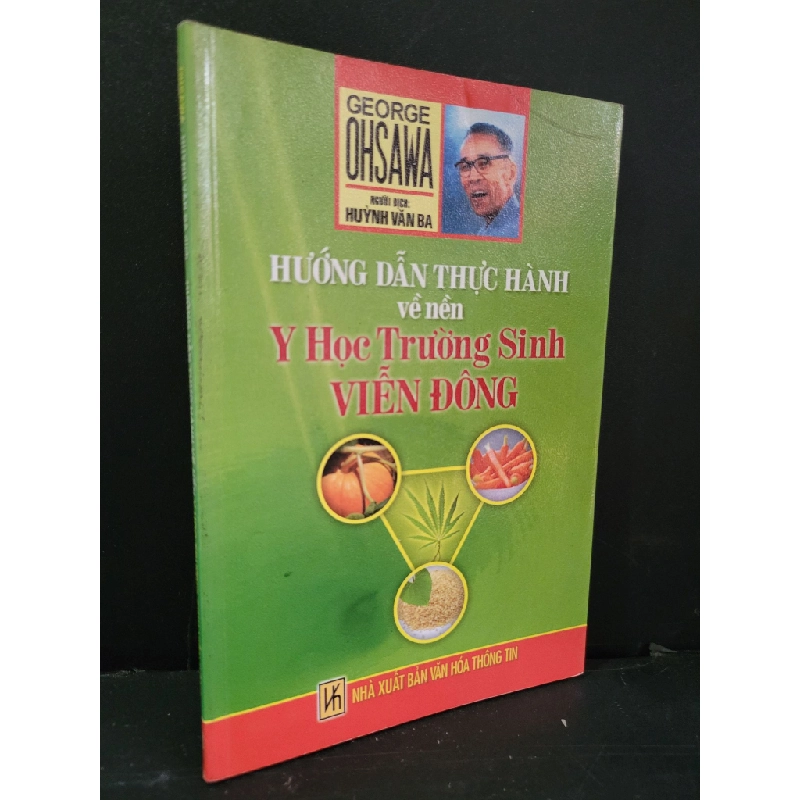 GEORGE
OHSAWA
NGƯỜI DỊCH:
HUỲNH VĂN BA
HƯỚNG DẪN THỰC HÀNH
về nền
Y Học Trường Sinh
VIỄN ĐÔNG
NHÀ XUẤT BẢN VĂN HÓA THÔNG TIN